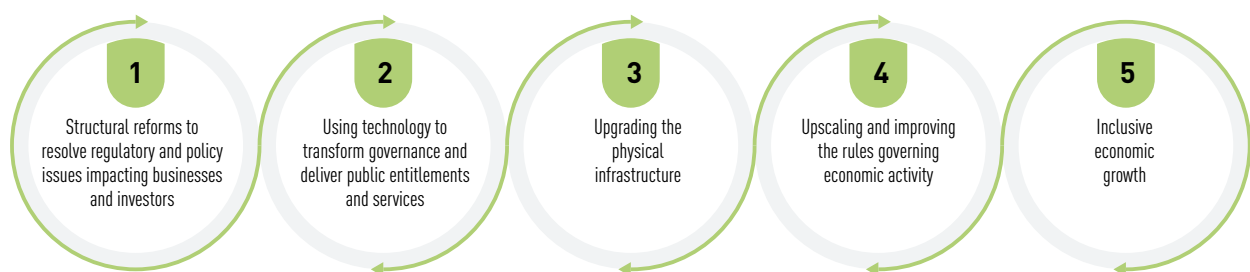 1
Structural reforms to
resolve regulatory and policy
issues impacting businesses
and investors
2
Using technology to
transform governance and
deliver public entitlements
and services
3
Upgrading the
physical
infrastructure
4
Upscaling and improving
the rules governing
economic activity
5
Inclusive
economic
growth